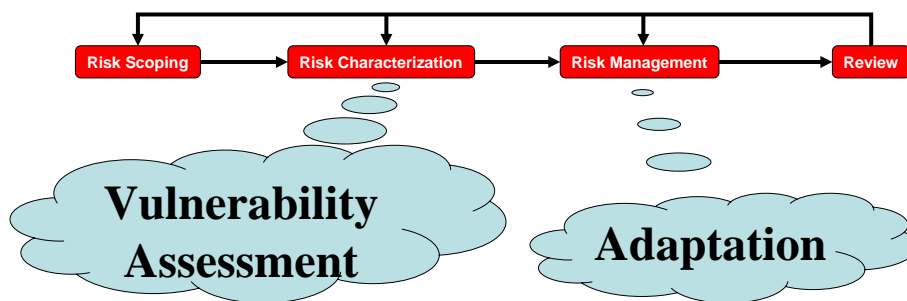 Risk Scoping
Risk Characterization
Risk Management
Review
Vulnerability
Assessment
Adaptation